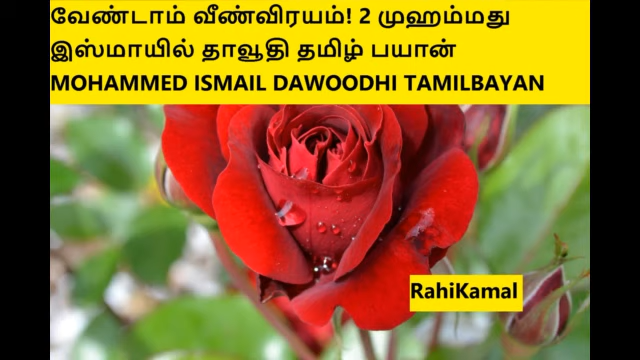 வேண்டாம் வீண்விரயம்! 2 முஹம்மது
இஸ்மாயில் தாவூதி தமிழ் பயான்
MOHAMMED ISMAIL DAWOODHI TAMILBAYAN
RahiKamal